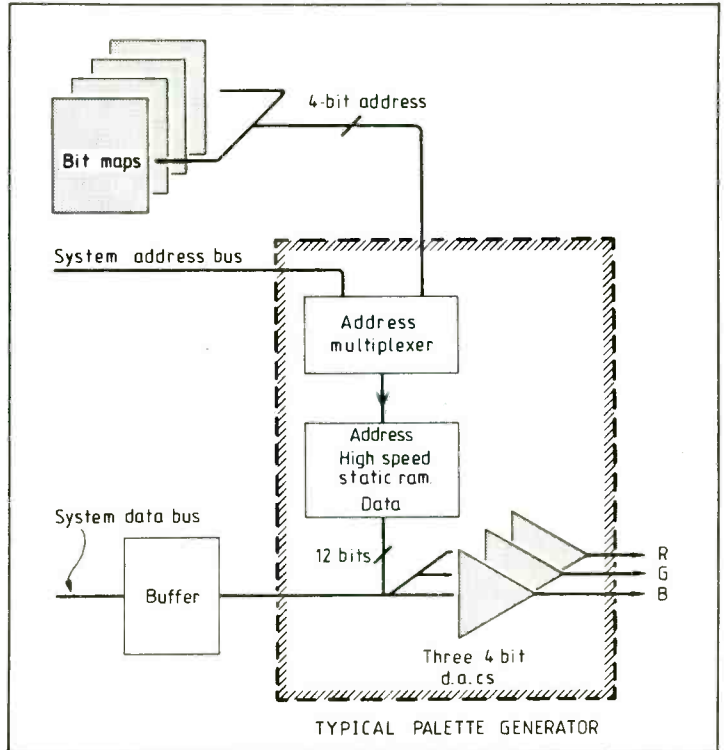 4-bit address
Bit maps
System address bus
Address
multiplexer
Address
High speed
static ram.
Data
System data bus
12 bits
Buffer
R
G
B
Three 4 bit
d.a.cs
TYPICAL PALETTE GENERATOR